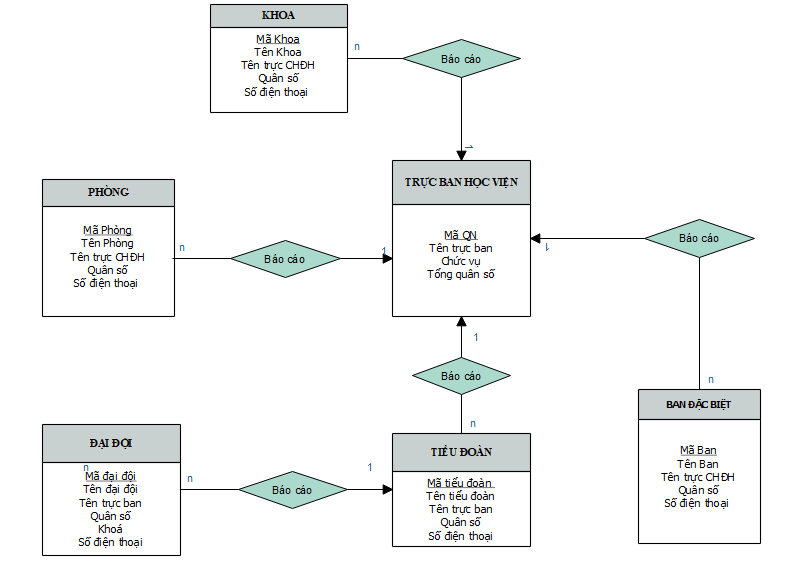 KHOA
Mã Khoa
Tên Khoa
Tên trực CHĐH
Quân số
Số điện thoại
n
Báo cáo
1
TRỰC BAN HỌC VIỆN
Mã QN
Tên trực ban
Chức vụ
Tổng quân số
PHÒNG
Mã Phòng
Tên Phòng
Tên trực CHĐH
Quân số
Số điện thoại
n
Báo cáo
1
Báo cáo
1
n
1
Báo cáo
n
BAN ĐẶC BIỆT
Mã Ban
Tên Ban
Tên trực CHĐH
Quân số
Số điện thoại
ĐẠI ĐỘI
n
Mã đại đội
Tên đại đội
Tên trực ban
Quân số
Khoá
Số điện thoại
n
Báo cáo
1
TIỂU ĐOÀN
Mã tiểu đoàn
Tên tiểu đoàn
Tên trực ban
Quân số
Số điện thoại